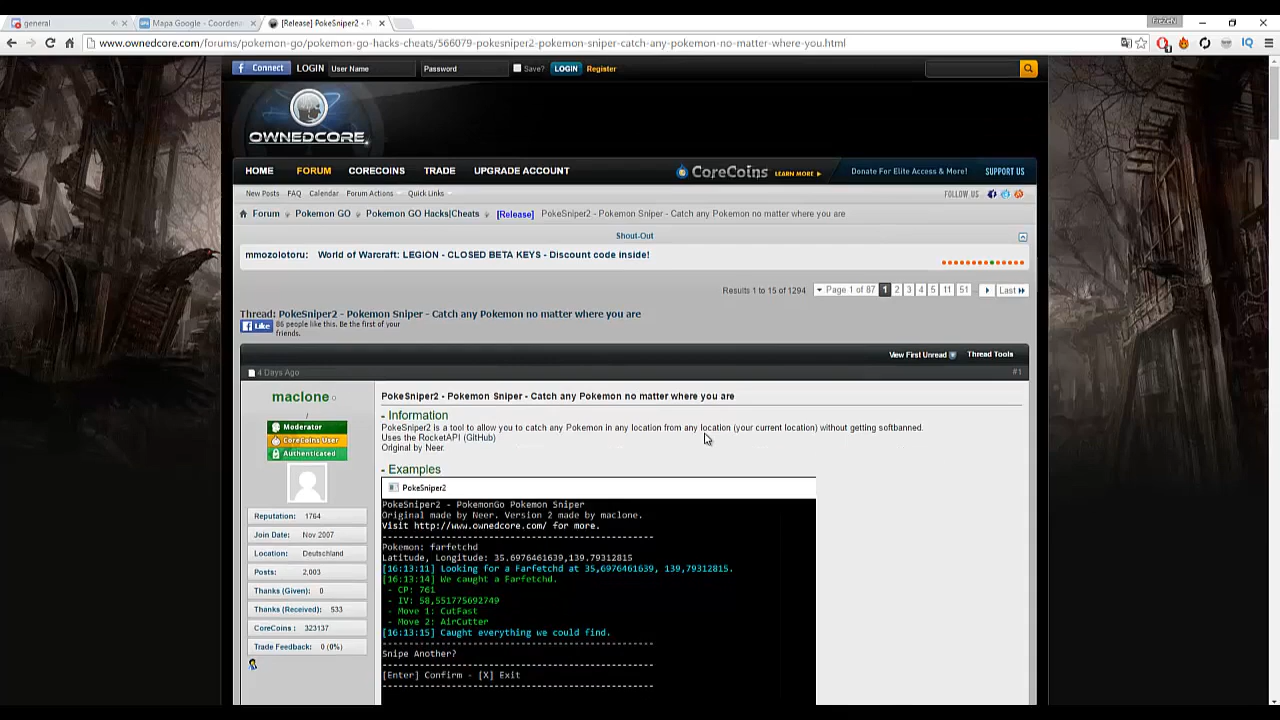 general
Mapa Google - Coorden
[Release] PokeSniper2 - P
FireZeN
www.ownedcore.com/forums/pokemon-go/pokemon-go-hacks-cheats/566079-pokesniper2-pokemon-sniper-catch-any-pokemon-no-matter-where-you.html
f Connect LOGIN User Name Password Save? LOGIN Register
OWNEDCORE
HOME FORUM CORECOINS TRADE UPGRADE ACCOUNT CoreCoins LEARN MORE Donate For Elite Access & More! SUPPORT US
New Posts FAQ Calendar Forum Actions Quick Links FOLLOW US
Forum Pokemon GO Pokemon GO Hacks|Cheats [Release] PokeSniper2 - Pokemon Sniper - Catch any Pokemon no matter where you are
Shout-Out
mmozolotoru: World of Warcraft: LEGION - CLOSED BETA KEYS - Discount code inside!
Results 1 to 15 of 1294 Page 1 of 87 1 2 3 4 5 11 51 ... Last
Thread: PokeSniper2 - Pokemon Sniper - Catch any Pokemon no matter where you are
Like 86 people like this. Be the first of your
friends.
View First Unread Thread Tools
4 Days Ago #1
maclone
Moderator
CoreCoins User
Authenticated
Reputation: 1764
Join Date: Nov 2007
Location: Deutschland
Posts: 2,003
Thanks (Given): 0
Thanks (Received): 533
CoreCoins : 323137
Trade Feedback: 0 (0%)
PokeSniper2 - Pokemon Sniper - Catch any Pokemon no matter where you are
- Information
PokeSniper2 is a tool to allow you to catch any Pokemon in any location from any location (your current location) without getting softbanned.
Uses the RocketAPI (GitHub)
Original by Neer.
- Examples
PokeSniper2
PokeSniper2 - PokemonGo Pokemon Sniper
Original made by Neer. Version 2 made by maclone.
Visit http://www.ownedcore.com/ for more.
Pokemon: farfetchd
Latitude, Longitude: 35.6976461639,139.79312815
[16:13:11] Looking for a Farfetchd at 35,6976461639, 139,79312815.
[16:13:14] We caught a Farfetchd.
- CP: 761
- IV: 58,551775692749
- Move 1: CutFast
- Move 2: AirCutter
[16:13:15] Caught everything we could find.
Snipe Another?
[Enter] Confirm - [X] Exit